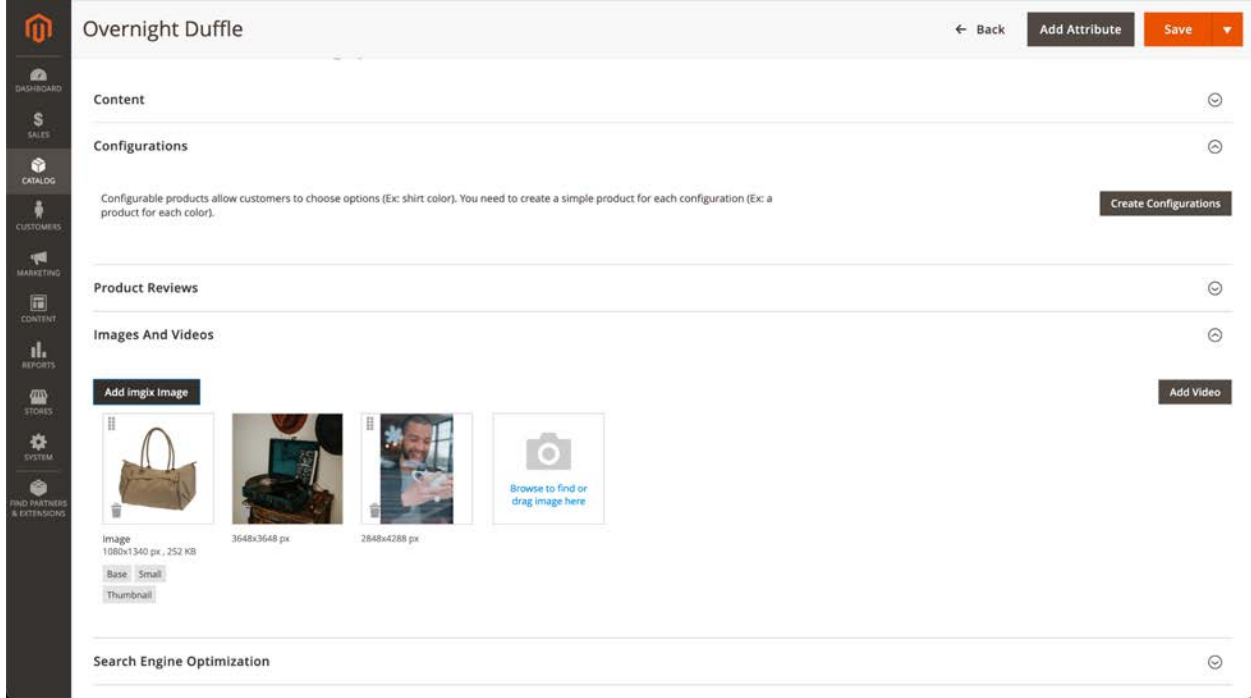 Overnight Duffle
← Back
Add Attribute
Save
DASHBOARD
SALES
CATALOG
CUSTOMERS
MARKETING
CONTENT
REPORTS
STORES
SYSTEM
FIND PARTNERS
& EXTENSIONS
Content
Configurations
Configurable products allow customers to choose options (Ex: shirt color). You need to create a simple product for each configuration (Ex: a
product for each color).
Create Configurations
Product Reviews
Images And Videos
Add imgix Image
Add Video
Browse to find or
drag image here
Image
1080x1340 px , 252 KB
3648x3648 px
2848x4288 px
Base Small
Thumbnail
Search Engine Optimization